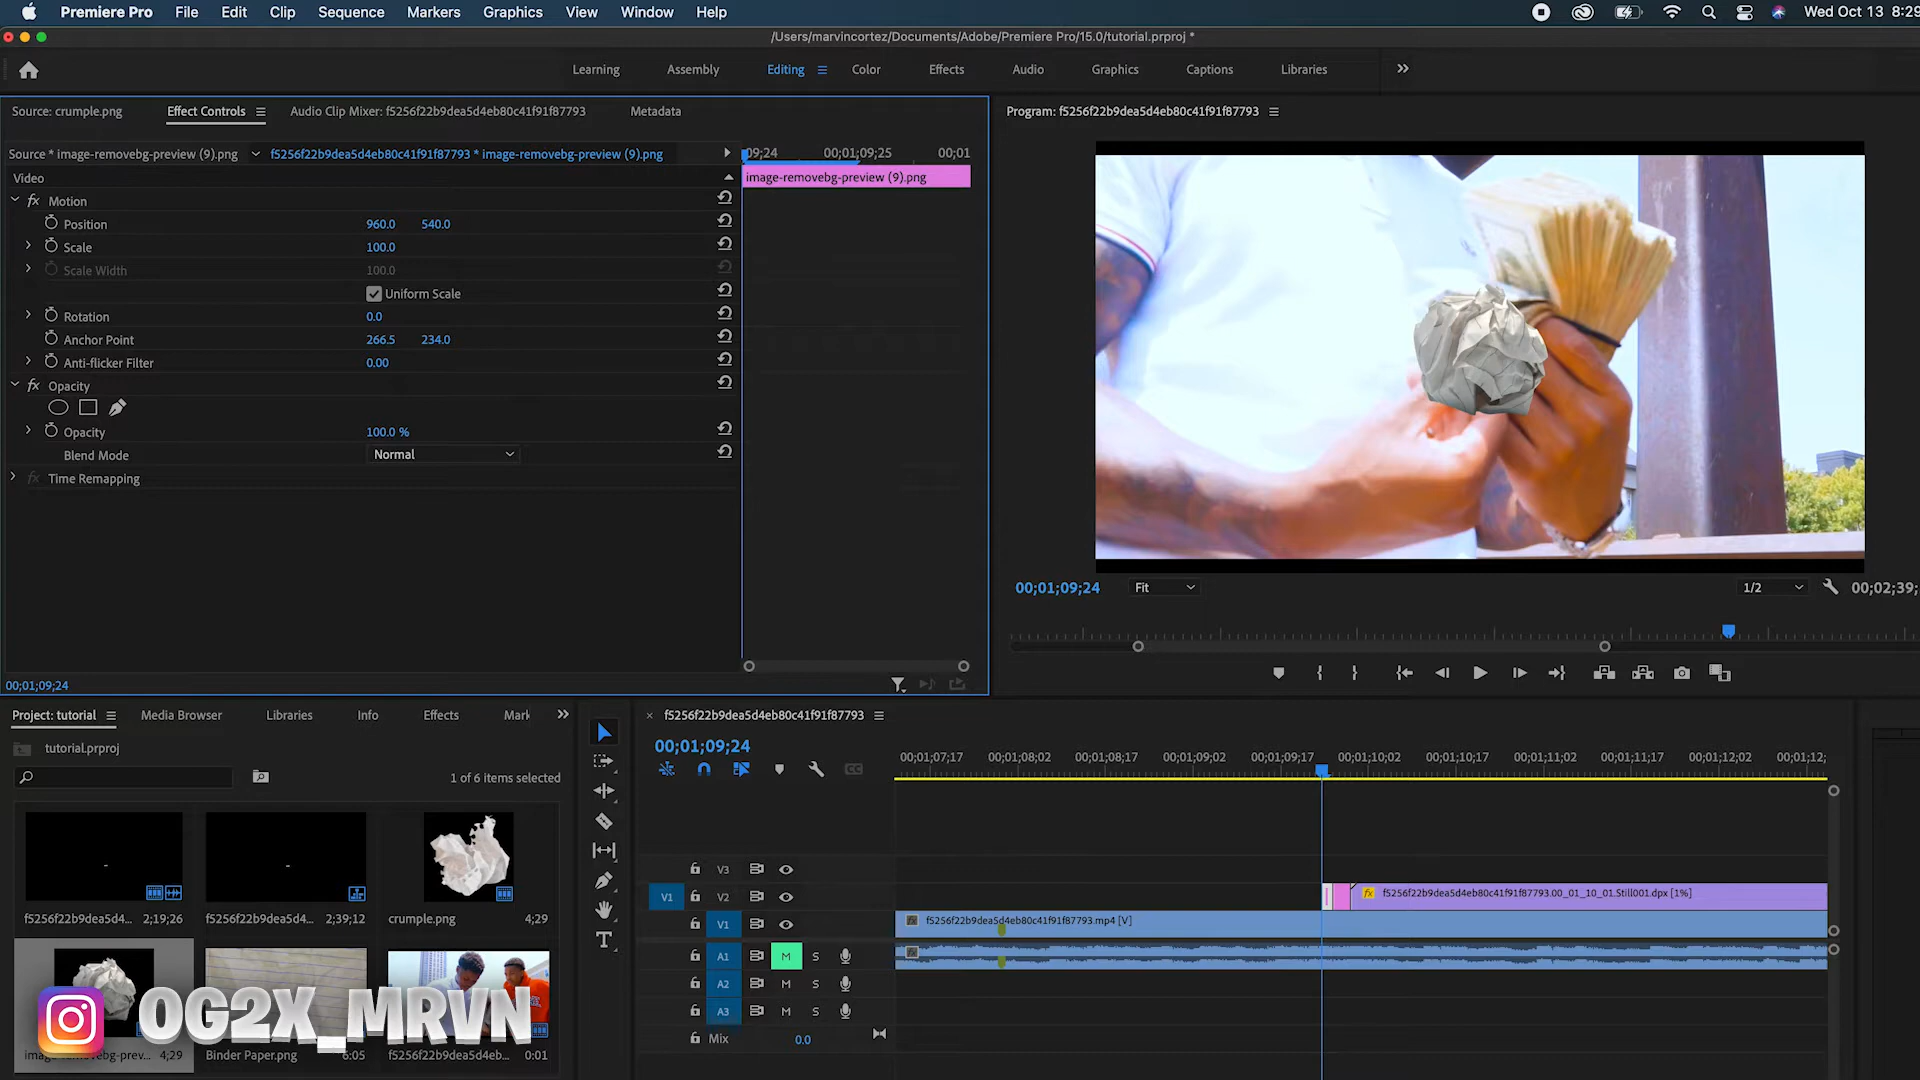 Premiere Pro File Edit Clip Sequence Markers Graphics View Window Help Wed Oct 13 8:29
/Users/marvincortez/Documents/Adobe/Premiere Pro/15.0/tutorial.prproj *
Learning Assembly Editing Color Effects Audio Graphics Captions Libraries
Source: crumple.png Effect Controls Audio Clip Mixer: f5256f22b9dea5d4eb80c41f91f87793 Metadata
Program: f5256f22b9dea5d4eb80c41f91f87793
Source * image-removebg-preview (9).png f5256f22b9dea5d4eb80c41f91f87793 * image-removebg-preview (9).png
09;24 00;01;09;25 00;01
Video
image-removebg-preview (9).png
fx Motion
Position 960.0 540.0
Scale 100.0
Scale Width 100.0
Uniform Scale
Rotation 0.0
Anchor Point 266.5 234.0
Anti-flicker Filter 0.00
fx Opacity
Opacity 100.0 %
Blend Mode Normal
fx Time Remapping
00;01;09;24
00;01;09;24 Fit 1/2 00;02;39;
Project: tutorial Media Browser Libraries Info Effects Mark
tutorial.prproj
1 of 6 items selected
f5256f22b9dea5d4... 2;19;26
f5256f22b9dea5d... 2;39;12
crumple.png 4;29
image-removebg-prev... 4;29
Binder Paper.png 6:05
f5256f22b9dea5d4eb... 0:01
OG2X_MRVN
f5256f22b9dea5d4eb80c41f91f87793
00;01;09;24
00;01;07;17 00;01;08;02 00;01;08;17 00;01;09;02 00;01;09;17 00;01;10;02 00;01;10;17 00;01;11;02 00;01;11;17 00;01;12;02 00;01;12;
V3
V1 V2
fx f5256f22b9dea5d4eb80c41f91f87793.00_01_10_01.Still001.dpx [1%]
V1
f5256f22b9dea5d4eb80c41f91f87793.mp4 [V]
A1 M S
A2 M S
A3 M S
Mix 0.0